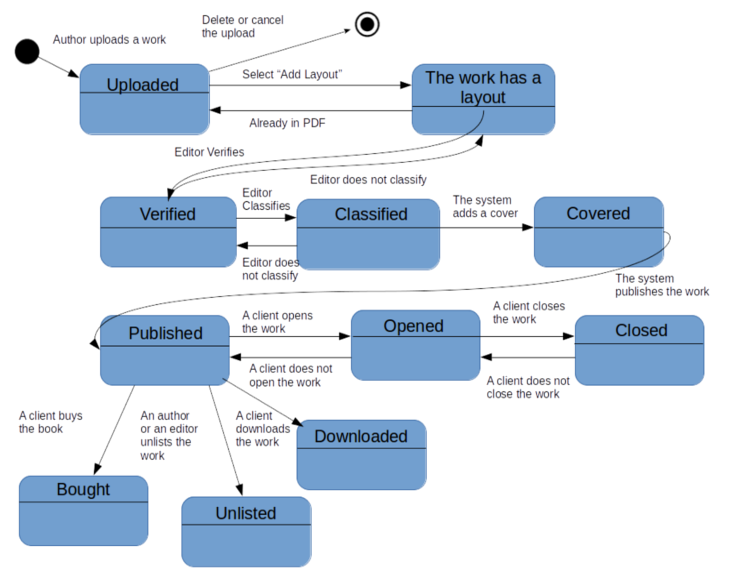 Delete or cancel
the upload
Author uploads a work
Uploaded
Select “Add Layout”
The work has a
layout
Already in PDF
Editor Verifies
Editor does not classify
Verified
Editor
Classifies
Classified
The system
adds a cover
Covered
Editor does
not classify
The system
publishes the work
Published
A client opens
the work
Opened
A client closes
the work
Closed
A client does not
open the work
A client does not
close the work
A client buys
the book
An author
or an editor
unlists the
work
A client
downloads
the work
Downloaded
Bought
Unlisted